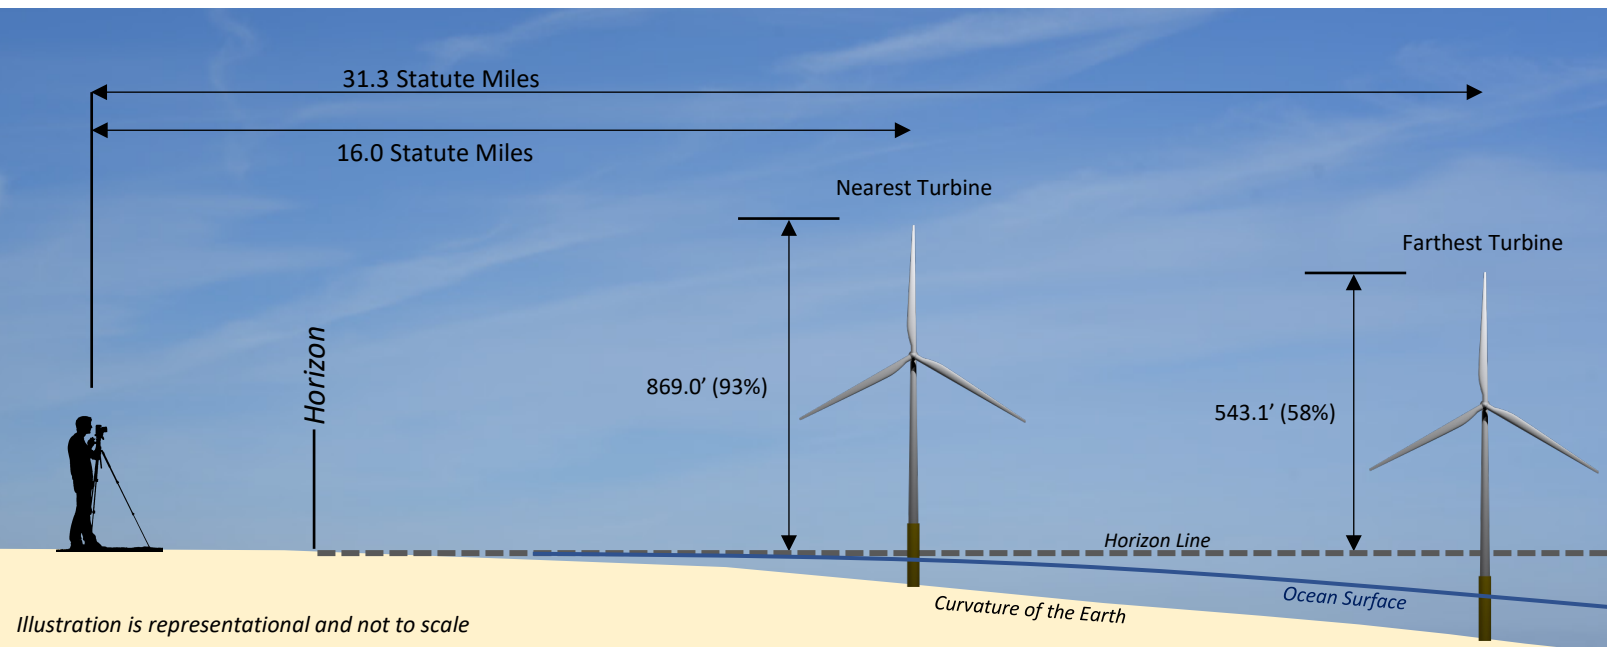 31.3 Statute Miles
16.0 Statute Miles
Nearest Turbine
Farthest Turbine
Horizon
869.0’ (93%)
543.1’ (58%)
Horizon Line
Ocean Surface
Curvature of the Earth
Illustration is representational and not to scale